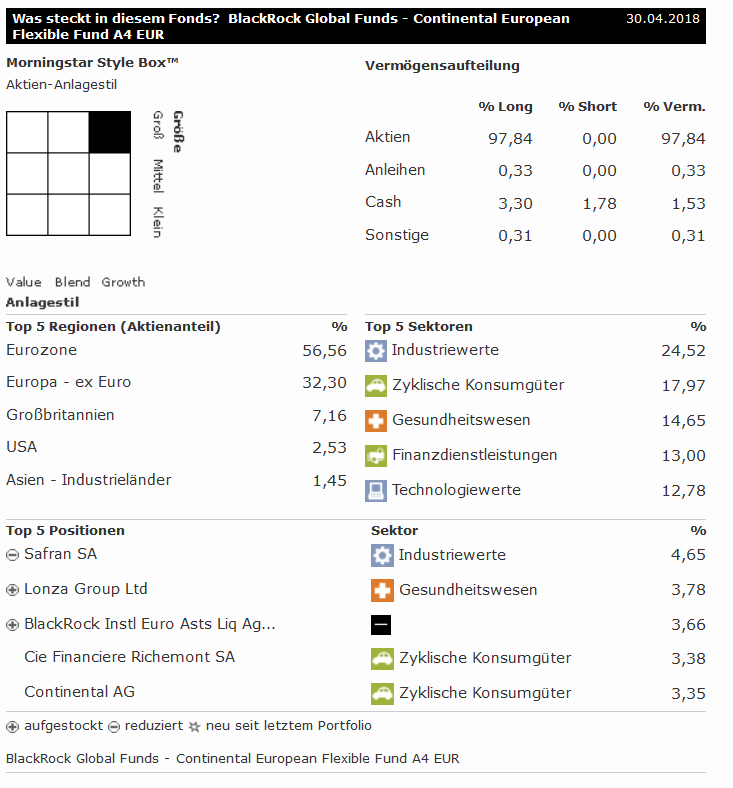 Was steckt in diesem Fonds? BlackRock Global Funds - Continental European 30.04.2018
Flexible Fund A4 EUR
Morningstar Style Box™
Aktien-Anlagestil
Größe
Groß Mittel Klein
Value Blend Growth
Anlagestil
Vermögensaufteilung
% Long % Short % Verm.
Aktien 97,84 0,00 97,84
Anleihen 0,33 0,00 0,33
Cash 3,30 1,78 1,53
Sonstige 0,31 0,00 0,31
Top 5 Regionen (Aktienanteil) %
Eurozone 56,56
Europa - ex Euro 32,30
Großbritannien 7,16
USA 2,53
Asien - Industrieländer 1,45
Top 5 Sektoren %
Industriewerte 24,52
Zyklische Konsumgüter 17,97
Gesundheitswesen 14,65
Finanzdienstleistungen 13,00
Technologiewerte 12,78
Top 5 Positionen Sektor %
Safran SA Industriewerte 4,65
Lonza Group Ltd Gesundheitswesen 3,78
BlackRock Instl Euro Asts Liq Ag... 3,66
Cie Financiere Richemont SA Zyklische Konsumgüter 3,38
Continental AG Zyklische Konsumgüter 3,35
aufgestockt reduziert neu seit letztem Portfolio
BlackRock Global Funds - Continental European Flexible Fund A4 EUR